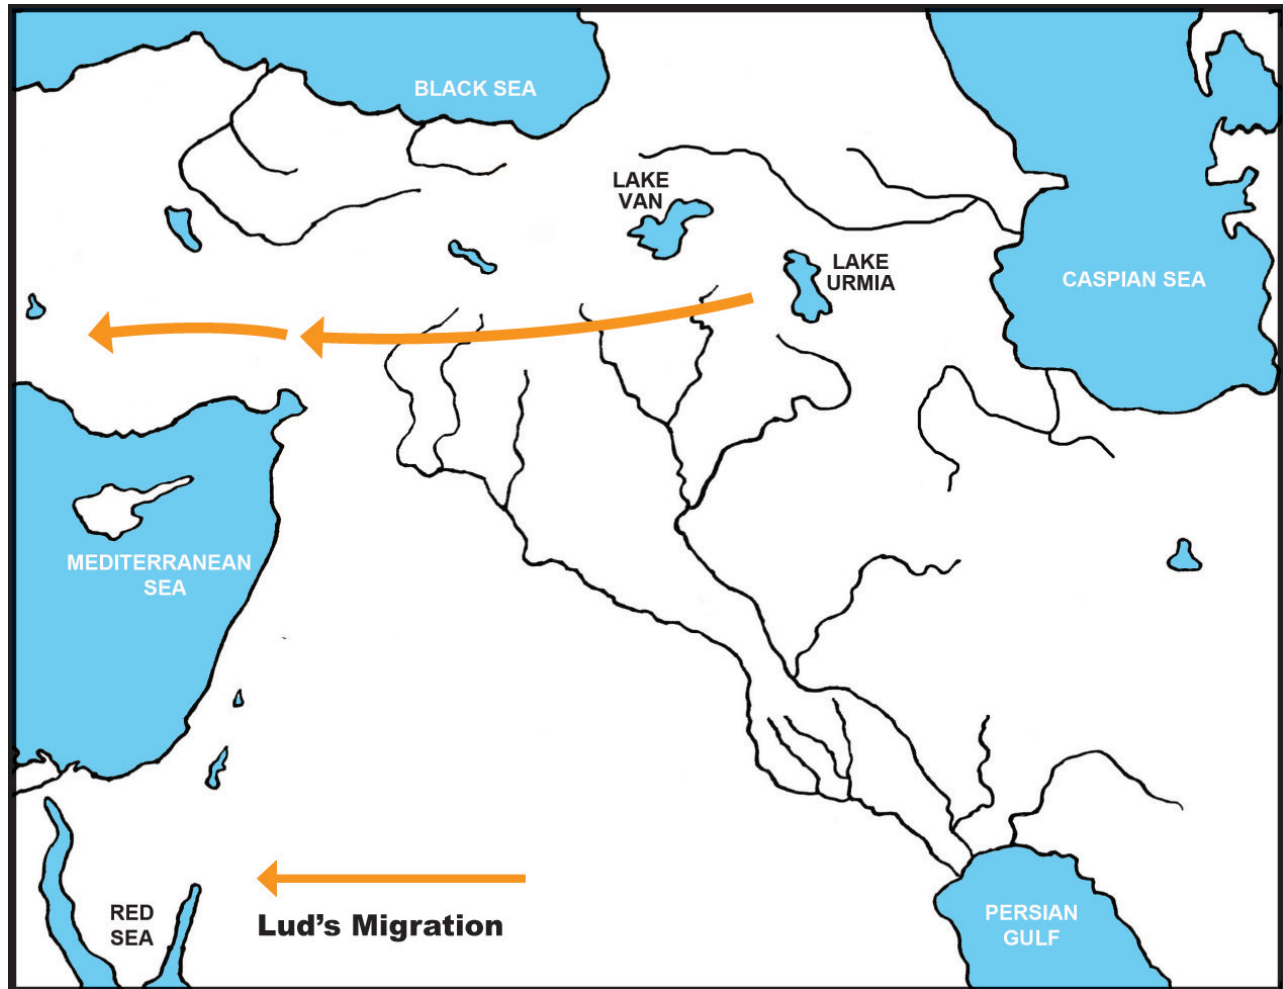 BLACK SEA
LAKE
VAN
LAKE
URMIA
CASPIAN SEA
MEDITERRANEAN
SEA
RED
SEA
Lud's Migration
PERSIAN
GULF